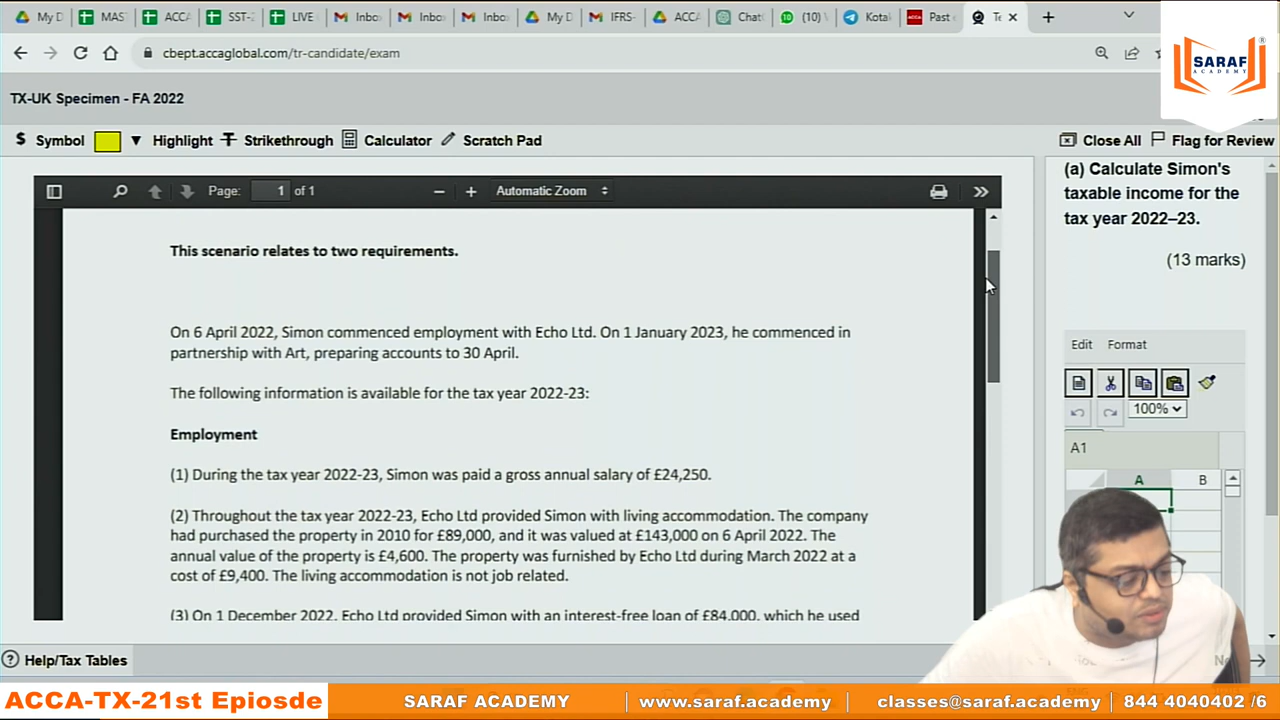 My D
MAST
ACCA
SST-2
LIVE
Inbo
Inbo
Inbo
My D
IFRS-
ACCA
Chat
(10) W
Kotak
Past
Te
cbept.accaglobal.com/tr-candidate/exam
SARAF
ACADEMY
TX-UK Specimen - FA 2022
$ Symbol
Highlight
Strikethrough
Calculator
Scratch Pad
Close All
Flag for Review
Page: 1 of 1
Automatic Zoom
(a) Calculate Simon's
taxable income for the
tax year 2022–23.
(13 marks)
This scenario relates to two requirements.
On 6 April 2022, Simon commenced employment with Echo Ltd. On 1 January 2023, he commenced in
partnership with Art, preparing accounts to 30 April.
The following information is available for the tax year 2022-23:
Employment
(1) During the tax year 2022-23, Simon was paid a gross annual salary of £24,250.
(2) Throughout the tax year 2022-23, Echo Ltd provided Simon with living accommodation. The company
had purchased the property in 2010 for £89,000, and it was valued at £143,000 on 6 April 2022. The
annual value of the property is £4,600. The property was furnished by Echo Ltd during March 2022 at a
cost of £9,400. The living accommodation is not job related.
(3) On 1 December 2022, Echo Ltd provided Simon with an interest-free loan of £84,000, which he used
Edit Format
100%
A1
A B
Help/Tax Tables
ACCA-TX-21st Epiosde
SARAF ACADEMY | www.saraf.academy | classes@saraf.academy | 844 4040402 /6